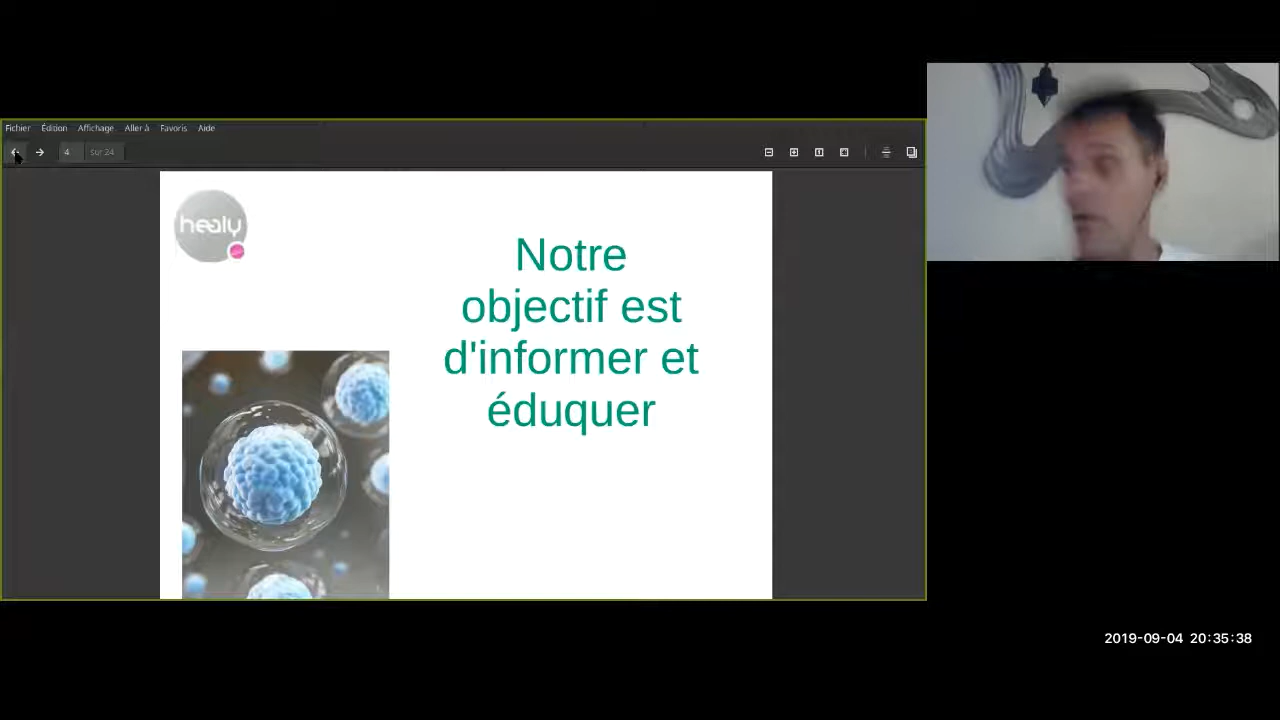 Fichier Édition Affichage Aller à Favoris Aide
4 sur 24
healy
Notre
objectif est
d'informer et
éduquer
2019-09-04 20:35:38